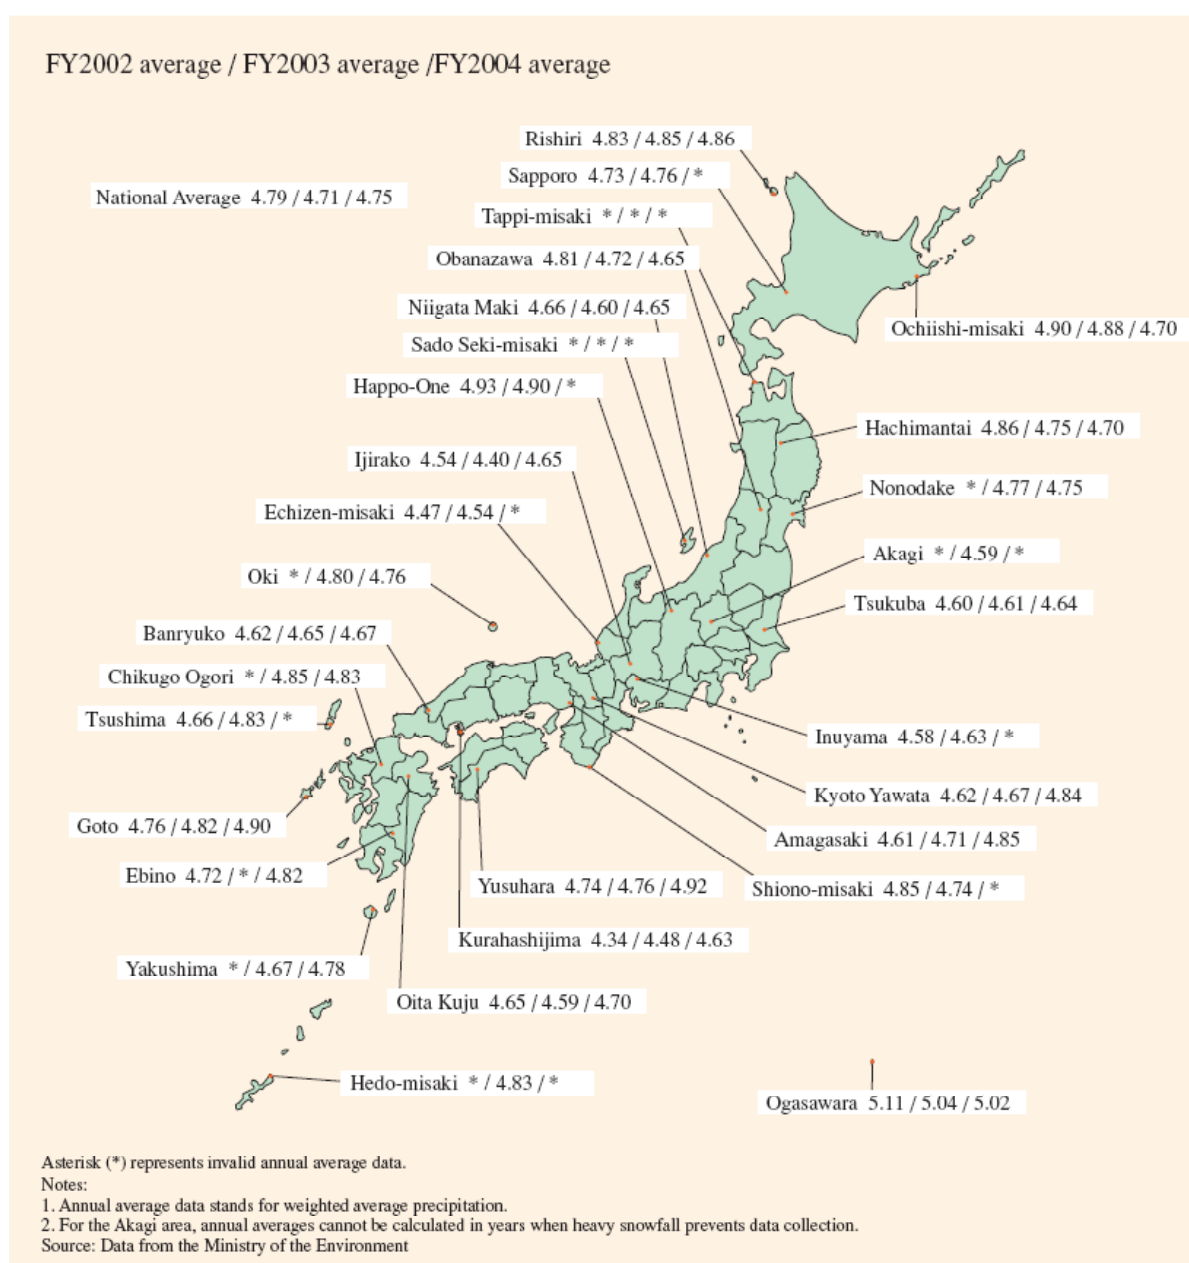 FY2002 average / FY2003 average /FY2004 average
Rishiri 4.83 / 4.85 / 4.86
Sapporo 4.73 / 4.76 / *
National Average 4.79 / 4.71 / 4.75
Tappi-misaki * / * / *
Obanazawa 4.81 / 4.72 / 4.65
Niigata Maki 4.66 / 4.60 / 4.65
Ochiishi-misaki 4.90 / 4.88 / 4.70
Sado Seki-misaki * / * / *
Happo-One 4.93 / 4.90 / *
Hachimantai 4.86 / 4.75 / 4.70
Ijirako 4.54 / 4.40 / 4.65
Nonodake * / 4.77 / 4.75
Echizen-misaki 4.47 / 4.54 / *
Akagi * / 4.59 / *
Oki * / 4.80 / 4.76
Tsukuba 4.60 / 4.61 / 4.64
Banryuko 4.62 / 4.65 / 4.67
Chikugo Ogori * / 4.85 / 4.83
Tsushima 4.66 / 4.83 / *
Inuyama 4.58 / 4.63 / *
Kyoto Yawata 4.62 / 4.67 / 4.84
Goto 4.76 / 4.82 / 4.90
Amagasaki 4.61 / 4.71 / 4.85
Ebino 4.72 / * / 4.82
Yusuhara 4.74 / 4.76 / 4.92
Shiono-misaki 4.85 / 4.74 / *
Kurahashijima 4.34 / 4.48 / 4.63
Yakushima * / 4.67 / 4.78
Oita Kuju 4.65 / 4.59 / 4.70
Hedo-misaki * / 4.83 / *
Ogasawara 5.11 / 5.04 / 5.02
Asterisk (*) represents invalid annual average data.
Notes:
1. Annual average data stands for weighted average precipitation.
2. For the Akagi area, annual averages cannot be calculated in years when heavy snowfall prevents data collection.
Source: Data from the Ministry of the Environment